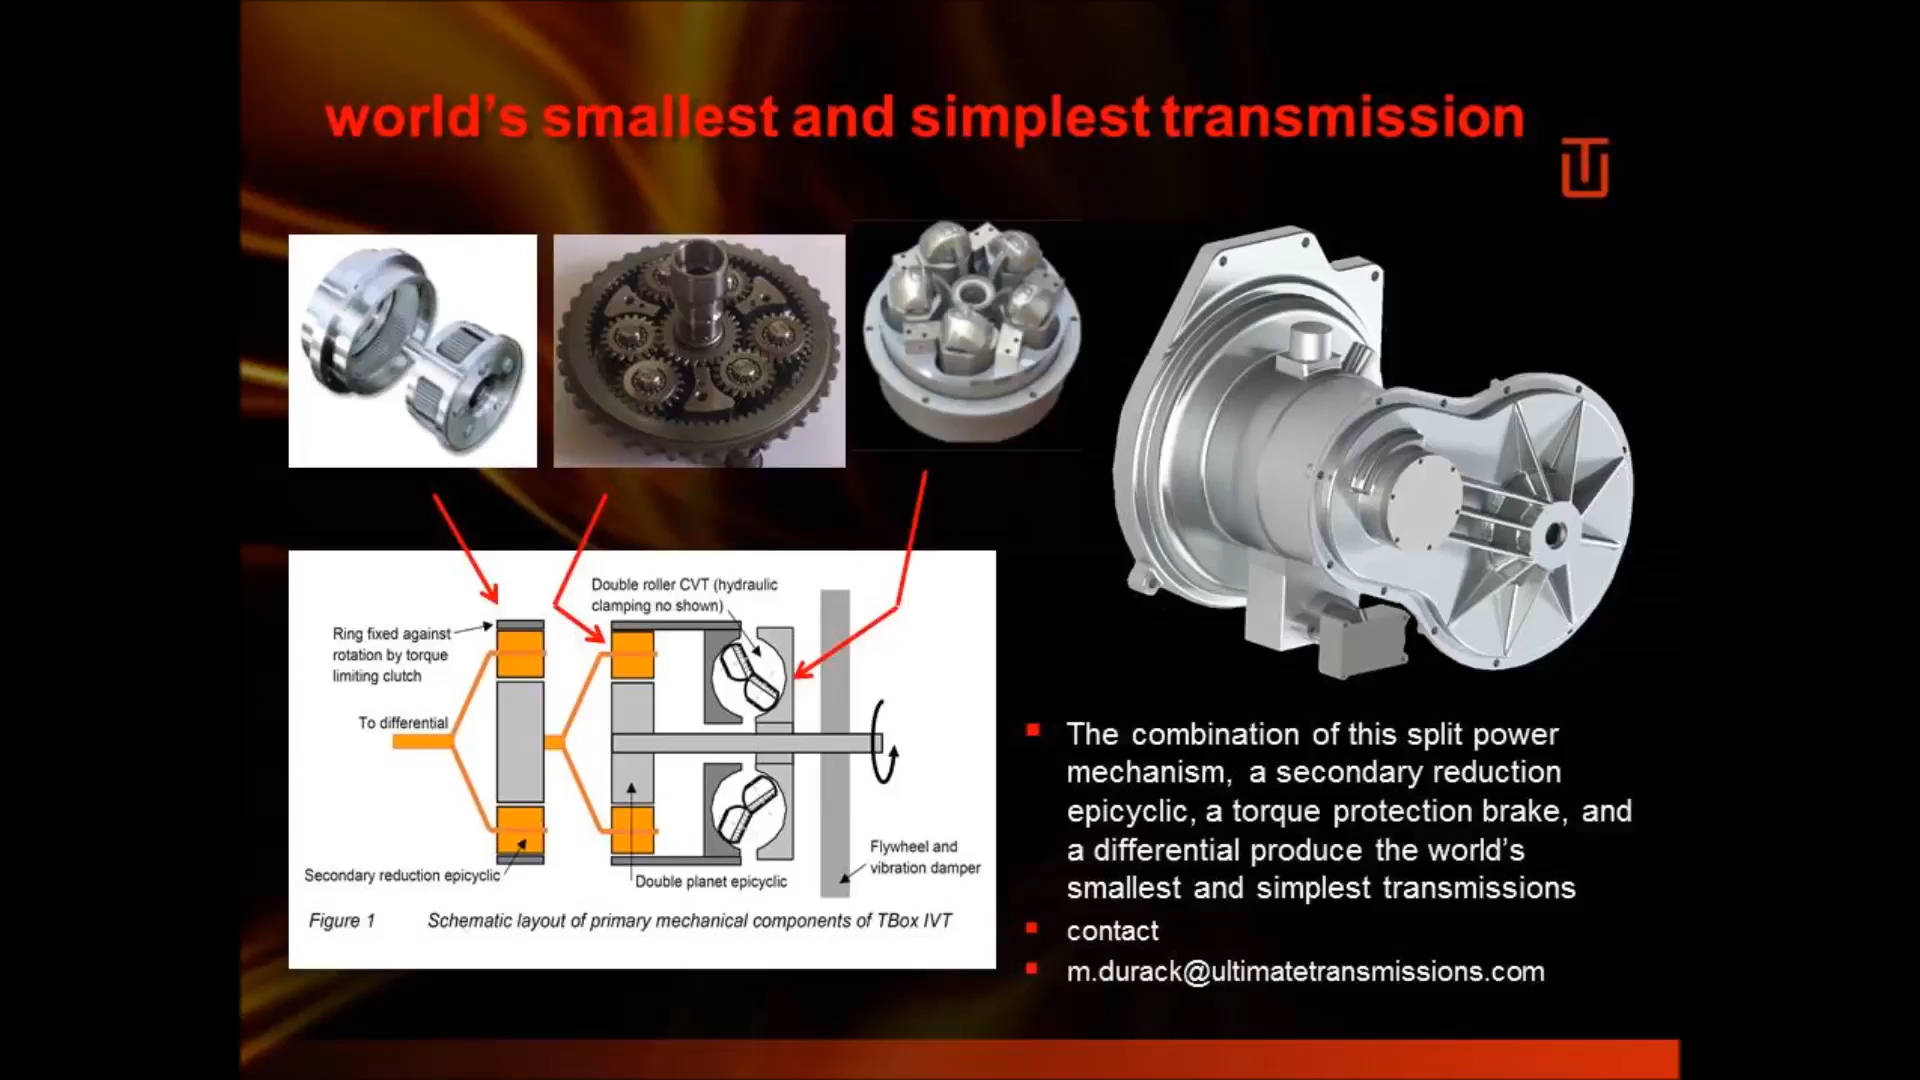 world's smallest and simplest transmission
Double roller CVT (hydraulic
clamping no shown)
Ring fixed against
rotation by torque
limiting clutch
To differential
Secondary reduction epicyclic
Double planet epicyclic
Flywheel and
vibration damper
Figure 1 Schematic layout of primary mechanical components of TBox IVT
The combination of this split power
mechanism, a secondary reduction
epicyclic, a torque protection brake, and
a differential produce the world's
smallest and simplest transmissions
contact
m.durack@ultimatetransmissions.com